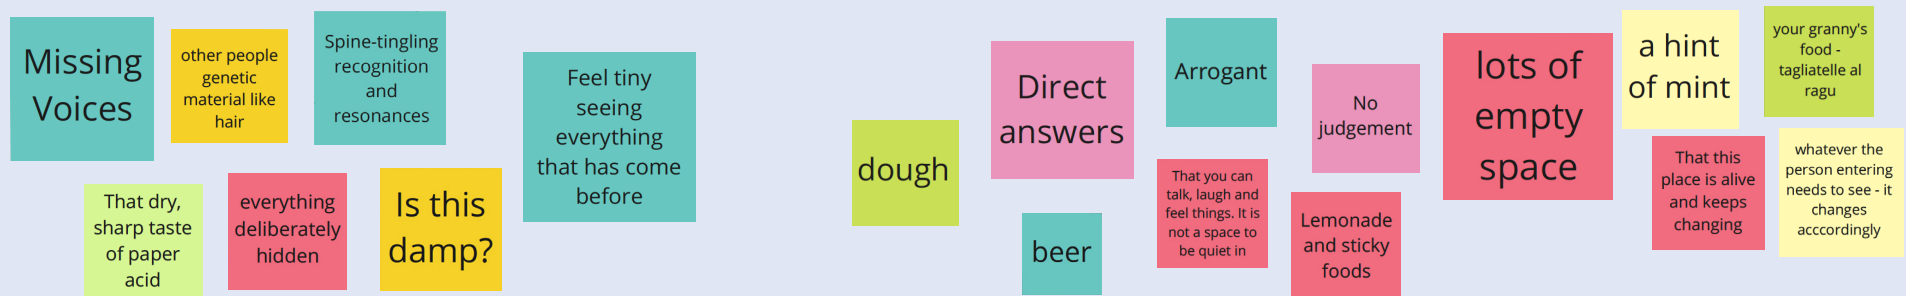 Missing
Voices
other people
genetic
material like
hair
Spine-tingling
recognition
and
resonances
Feel tiny
seeing
everything
that has come
before
That dry,
sharp taste
of paper
acid
everything
deliberately
hidden
Is this
damp?
dough
Direct
answers
Arrogant
No
judgement
beer
That you can
talk, laugh and
feel things. It is
not a space to
be quiet in
Lemonade
and sticky
foods
lots of
empty
space
a hint
of mint
your granny's
food -
tagliatelle al
ragu
That this
place is alive
and keeps
changing
whatever the
person entering
needs to see - it
changes
acccordingly